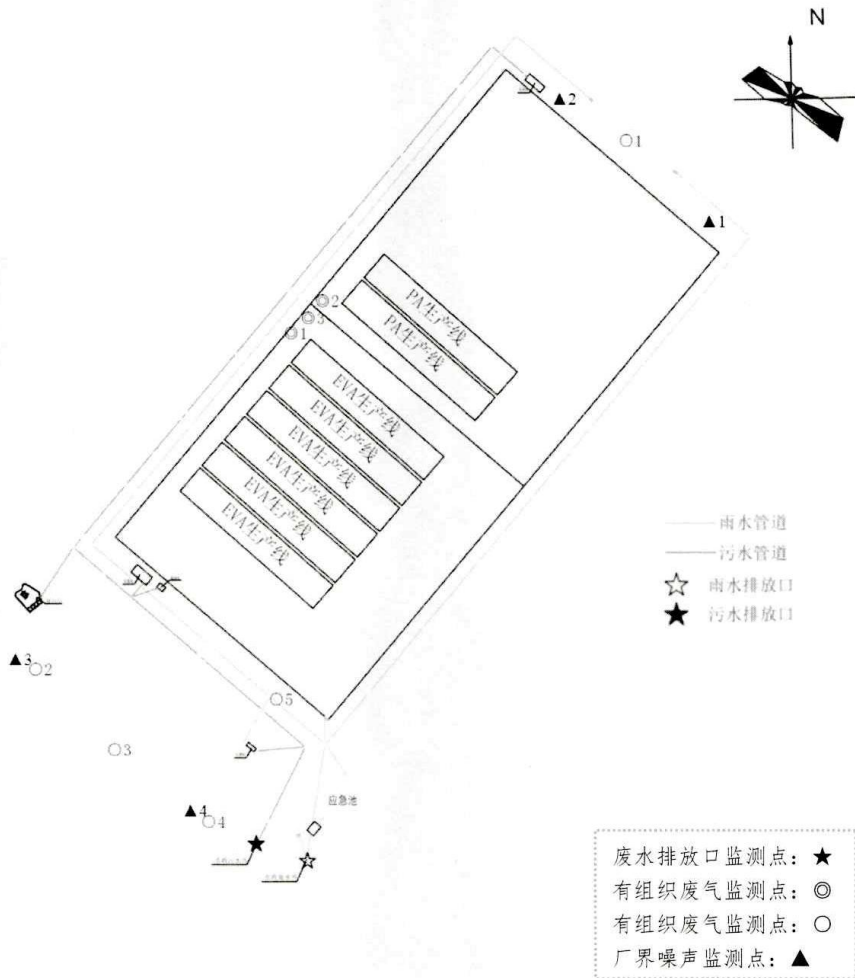 N
▲2
○1
▲1
◎2
◎3
◎1
PA生产线
PA生产线
EVA生产线
EVA生产线
EVA生产线
EVA生产线
EVA生产线
EVA生产线
雨水管道
污水管道
☆ 雨水排放口
★ 污水排放口
▲3
○2
○5
○3
▲4
○4
应急池
废水排放口监测点：★
有组织废气监测点：◎
有组织废气监测点：○
厂界噪声监测点：▲